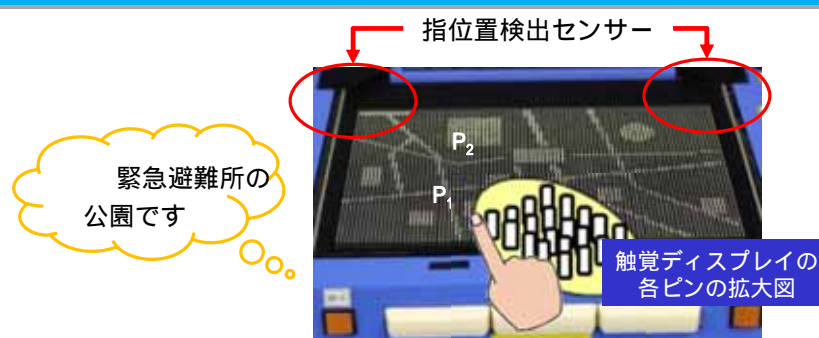 指位置検出センサー
P₂
緊急避難所の
公園です
P₁
触覚ディスプレイの
各ピンの拡大図